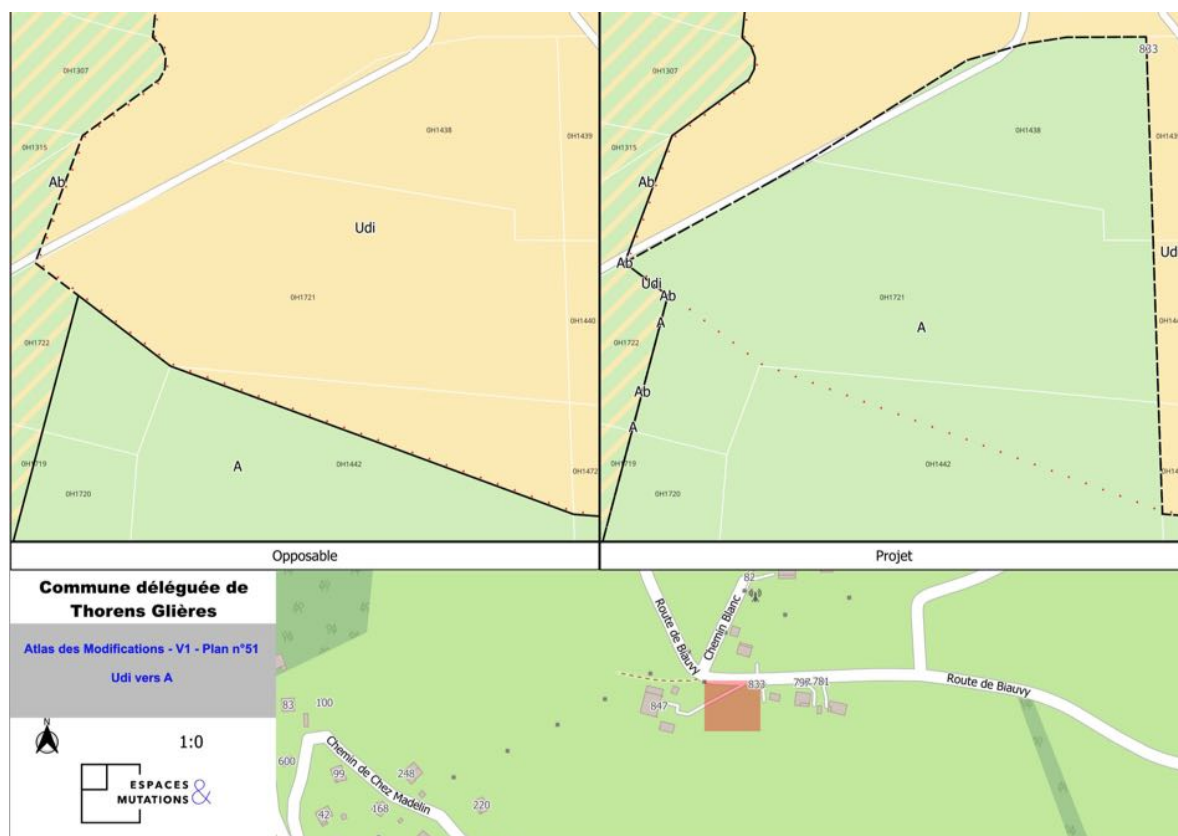 0H1307
0H1315
Ab
0H1438
0H1439
Udi
0H1721
0H1440
0H1722
0H1719
A
0H1442
0H1472
0H1720
Opposable
0H1307
833
0H1438
0H1315
Ab
Ab
Udi
Ab
A
0H1721
A
0H1722
Ab
A
0H1719
0H1442
0H1720
Projet
Commune déléguée de
Thorens Glières
Atlas des Modifications - V1 - Plan n°51
Udi vers A
N
1:0
ESPACES
MUTATIONS &
82
Route de Biauvy
Chemin Blanc
833
781
Route de Biauvy
847
83
100
600
Chemin de Chez Madelin
99
248
42
168
220